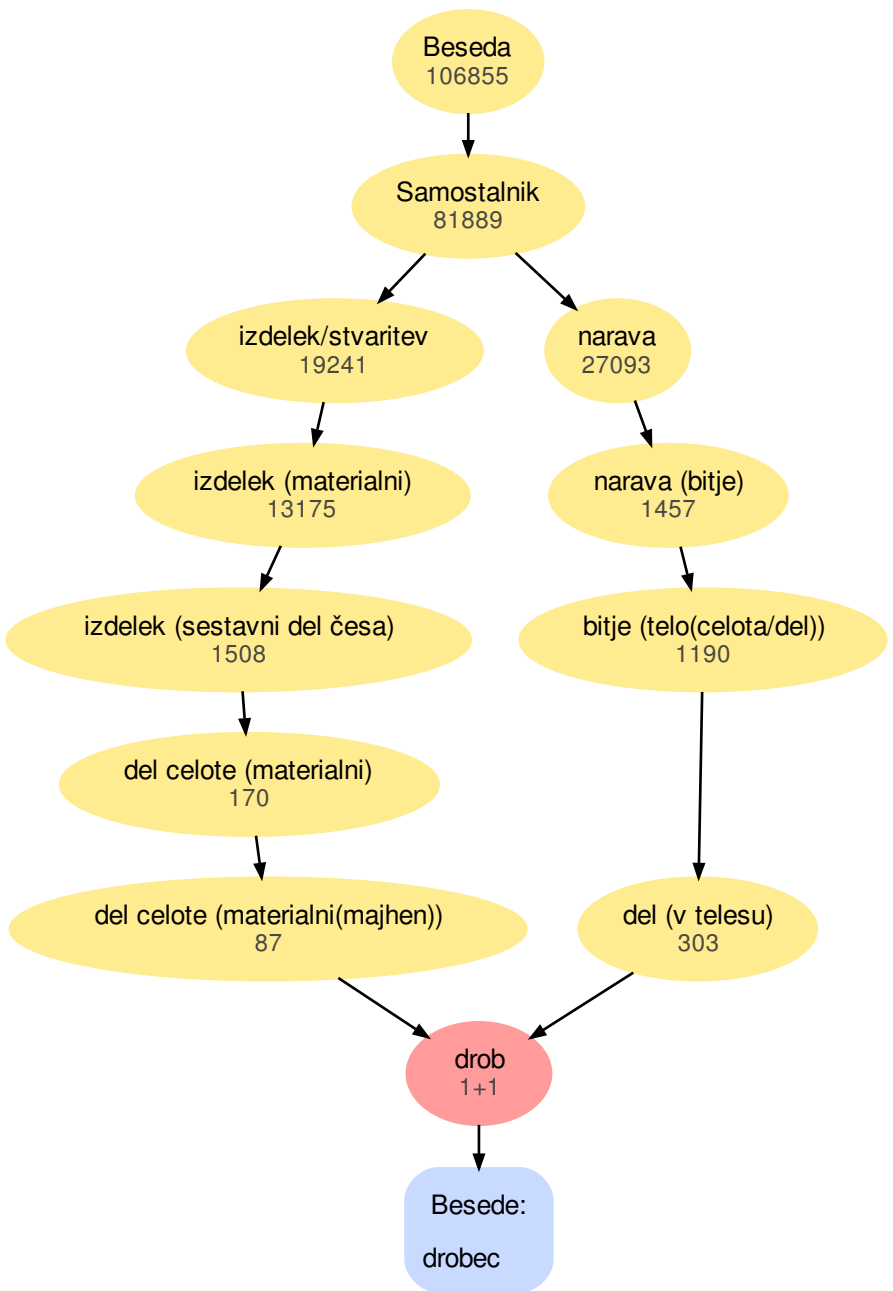 Beseda
106855
Samostalnik
81889
izdelek/stvaritev
19241
narava
27093
izdelek (materialni)
13175
narava (bitje)
1457
izdelek (sestavni del česa)
1508
bitje (telo(celota/del))
1190
del celote (materialni)
170
del celote (materialni(majhen))
87
del (v telesu)
303
drob
1+1
Besede:
drobec